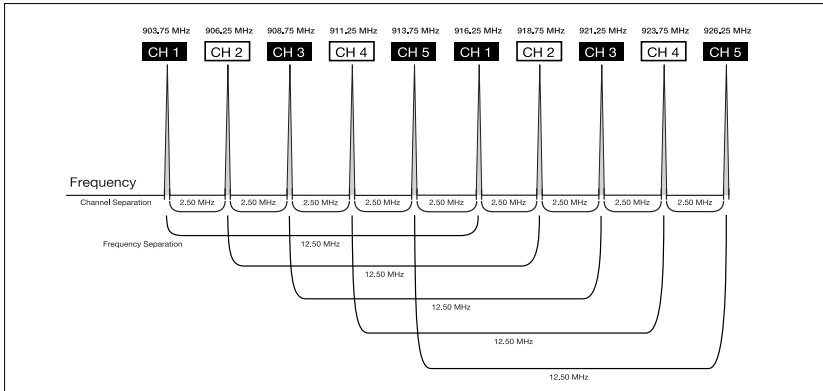 903.75 MHz 906.25 MHz 908.75 MHz 911.25 MHz 913.75 MHz 916.25 MHz 918.75 MHz 921.25 MHz 923.75 MHz 926.25 MHz
CH 1 CH 2 CH 3 CH 4 CH 5 CH 1 CH 2 CH 3 CH 4 CH 5
Frequency
Channel Separation 2.50 MHz 2.50 MHz 2.50 MHz 2.50 MHz 2.50 MHz 2.50 MHz 2.50 MHz 2.50 MHz 2.50 MHz
Frequency Separation 12.50 MHz
12.50 MHz
12.50 MHz
12.50 MHz
12.50 MHz